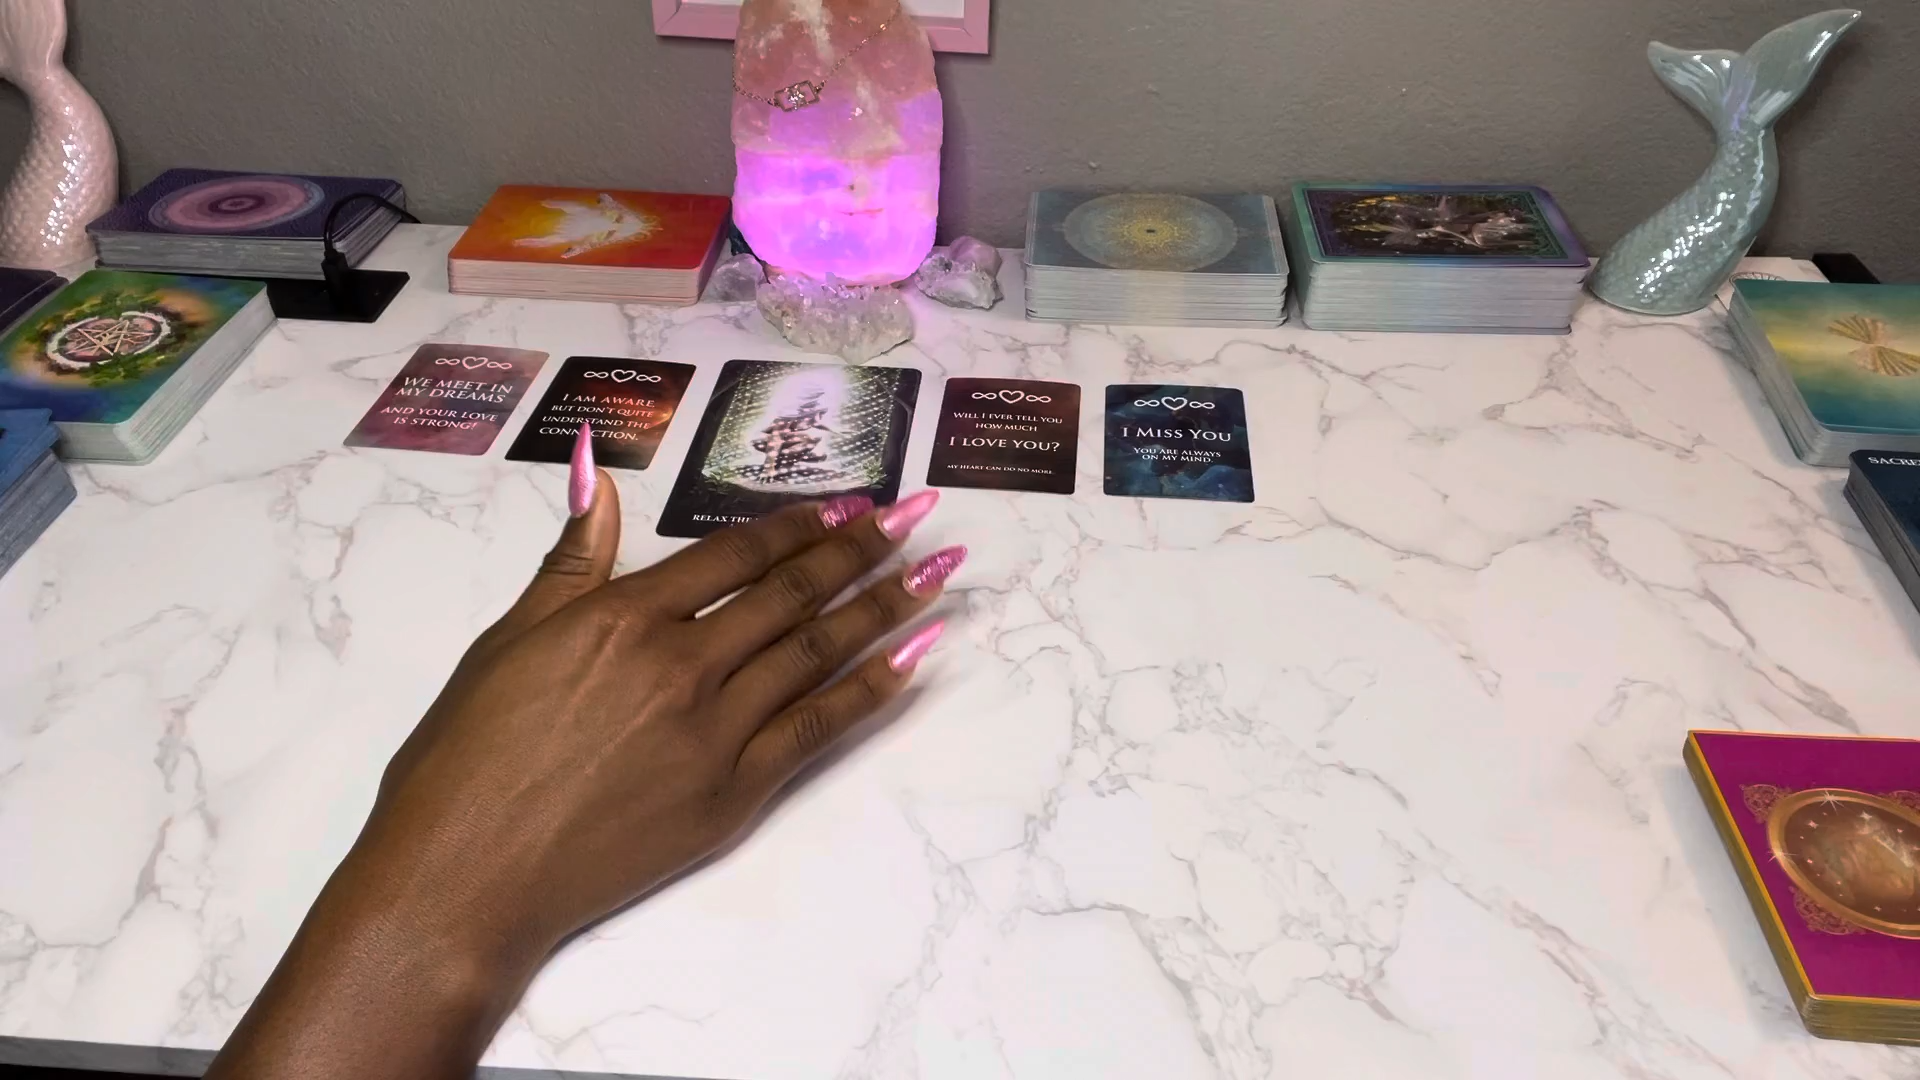 WE MEET IN
MY DREAMS
AND YOUR LOVE
IS STRONG!
I AM AWARE,
BUT DON'T QUITE
UNDERSTAND THE
CONNECTION.
RELAX THE
WILL I EVER TELL YOU
HOW MUCH
I LOVE YOU?
MY HEART CAN DO NO MORE.
I MISS YOU
YOU ARE ALWAYS
ON MY MIND.